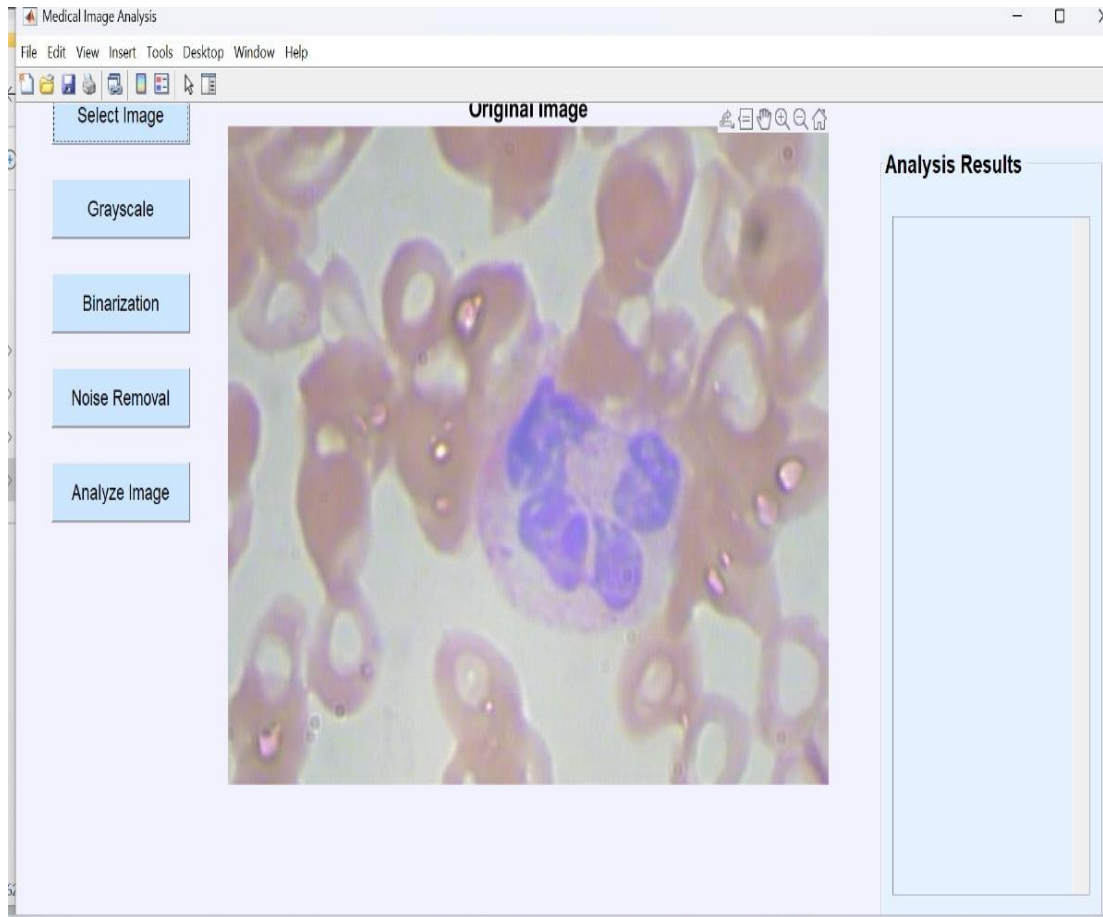 Medical Image Analysis
File Edit View Insert Tools Desktop Window Help
Select Image
Original Image
Analysis Results
Grayscale
Binarization
Noise Removal
Analyze Image